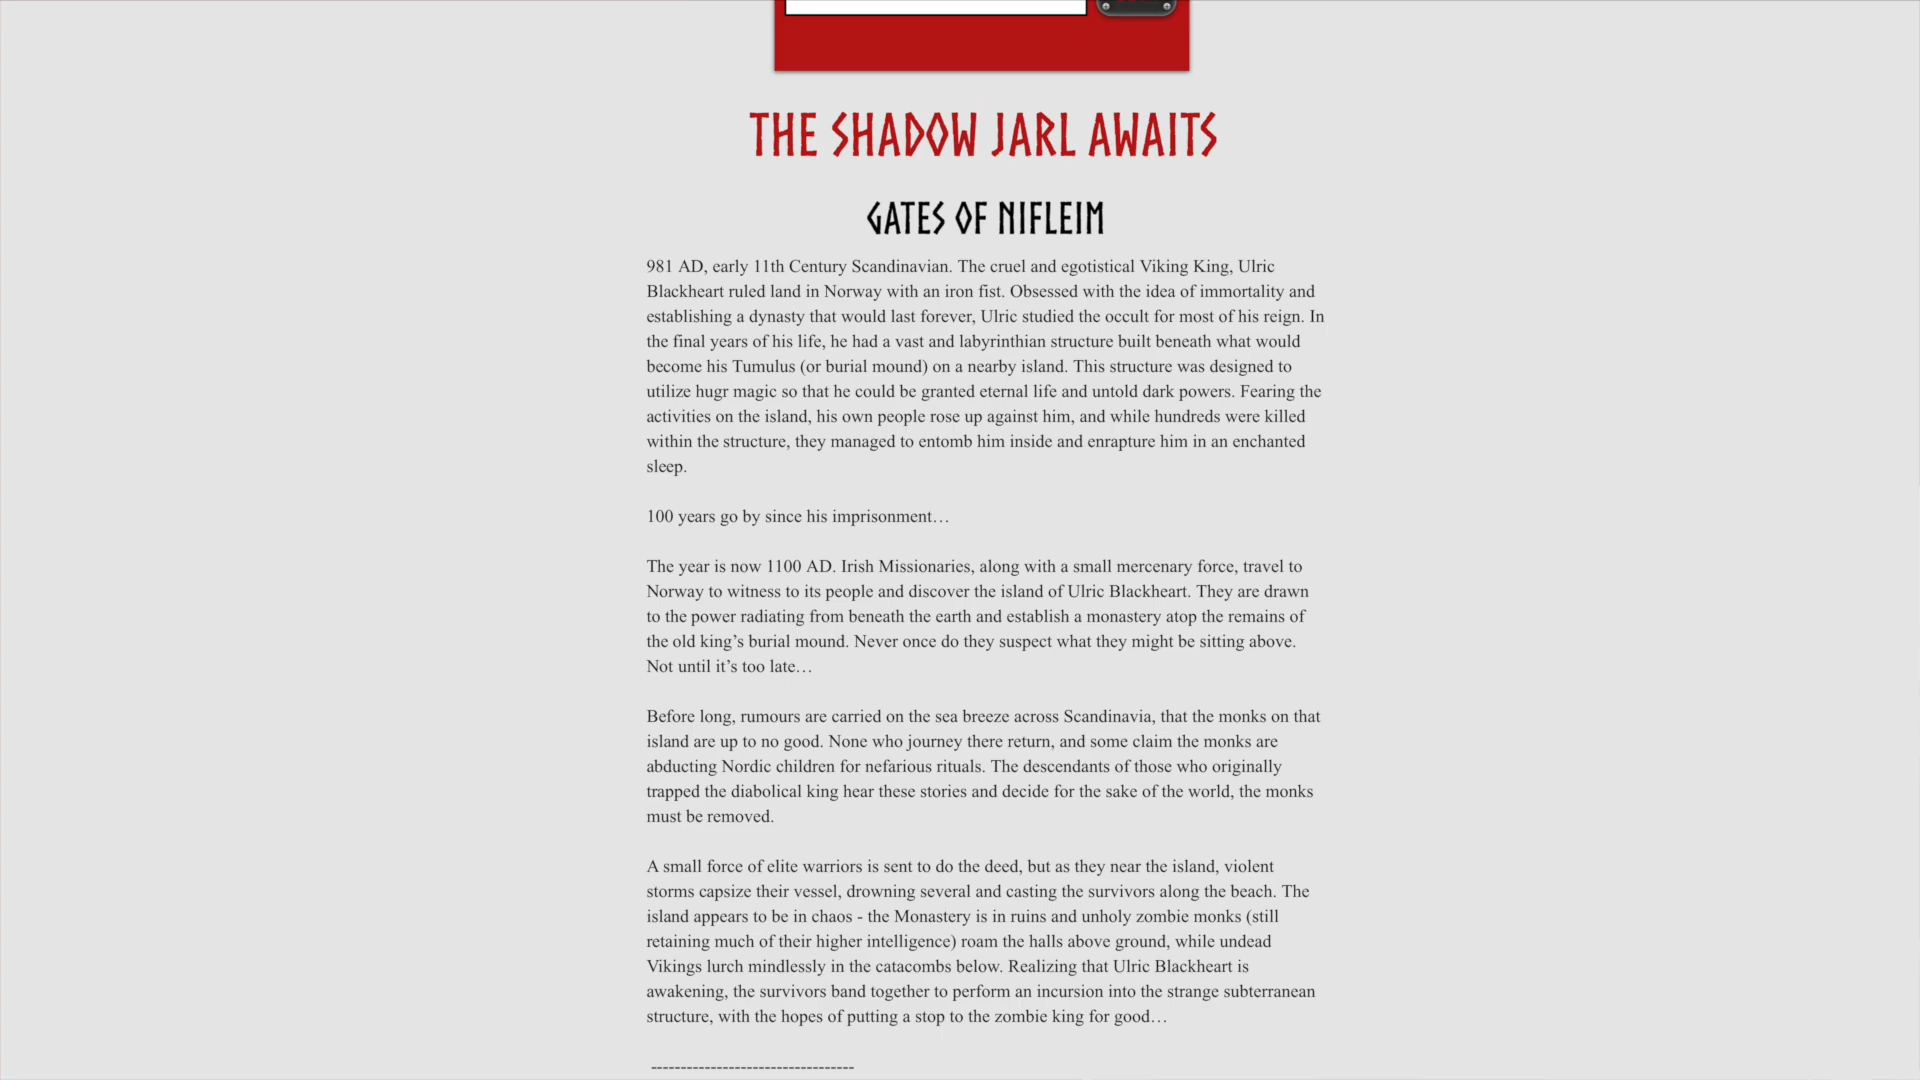 THE SHADOW JARL AWAITS
GATES OF NIFLEIM
981 AD, early 11th Century Scandinavian. The cruel and egotistical Viking King, Ulric
Blackheart ruled land in Norway with an iron fist. Obsessed with the idea of immortality and
establishing a dynasty that would last forever, Ulric studied the occult for most of his reign. In
the final years of his life, he had a vast and labyrinthian structure built beneath what would
become his Tumulus (or burial mound) on a nearby island. This structure was designed to
utilize hugr magic so that he could be granted eternal life and untold dark powers. Fearing the
activities on the island, his own people rose up against him, and while hundreds were killed
within the structure, they managed to entomb him inside and enrapture him in an enchanted
sleep.
100 years go by since his imprisonment…
The year is now 1100 AD. Irish Missionaries, along with a small mercenary force, travel to
Norway to witness to its people and discover the island of Ulric Blackheart. They are drawn
to the power radiating from beneath the earth and establish a monastery atop the remains of
the old king’s burial mound. Never once do they suspect what they might be sitting above.
Not until it’s too late…
Before long, rumours are carried on the sea breeze across Scandinavia, that the monks on that
island are up to no good. None who journey there return, and some claim the monks are
abducting Nordic children for nefarious rituals. The descendants of those who originally
trapped the diabolical king hear these stories and decide for the sake of the world, the monks
must be removed.
A small force of elite warriors is sent to do the deed, but as they near the island, violent
storms capsize their vessel, drowning several and casting the survivors along the beach. The
island appears to be in chaos - the Monastery is in ruins and unholy zombie monks (still
retaining much of their higher intelligence) roam the halls above ground, while undead
Vikings lurch mindlessly in the catacombs below. Realizing that Ulric Blackheart is
awakening, the survivors band together to perform an incursion into the strange subterranean
structure, with the hopes of putting a stop to the zombie king for good…
----------------------------------